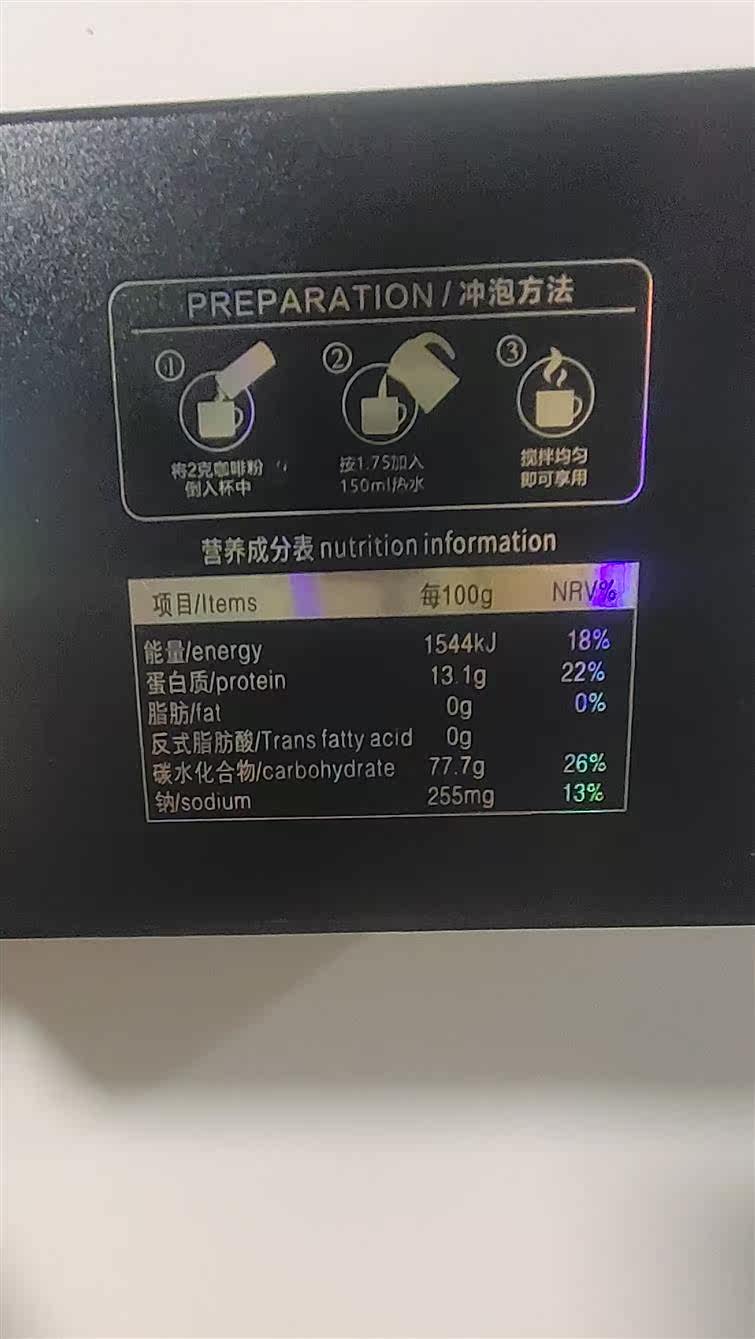 PREPARATION / 冲泡方法
① ② ③
将2克咖啡粉
倒入杯中
按1:75加入
150ml热水
搅拌均匀
即可享用
营养成分表 nutrition information
项目/Items 每100g NRV%
能量/energy 1544kJ 18%
蛋白质/protein 13.1g 22%
脂肪/fat 0g 0%
反式脂肪酸/Trans fatty acid 0g
碳水化合物/carbohydrate 77.7g 26%
钠/sodium 255mg 13%